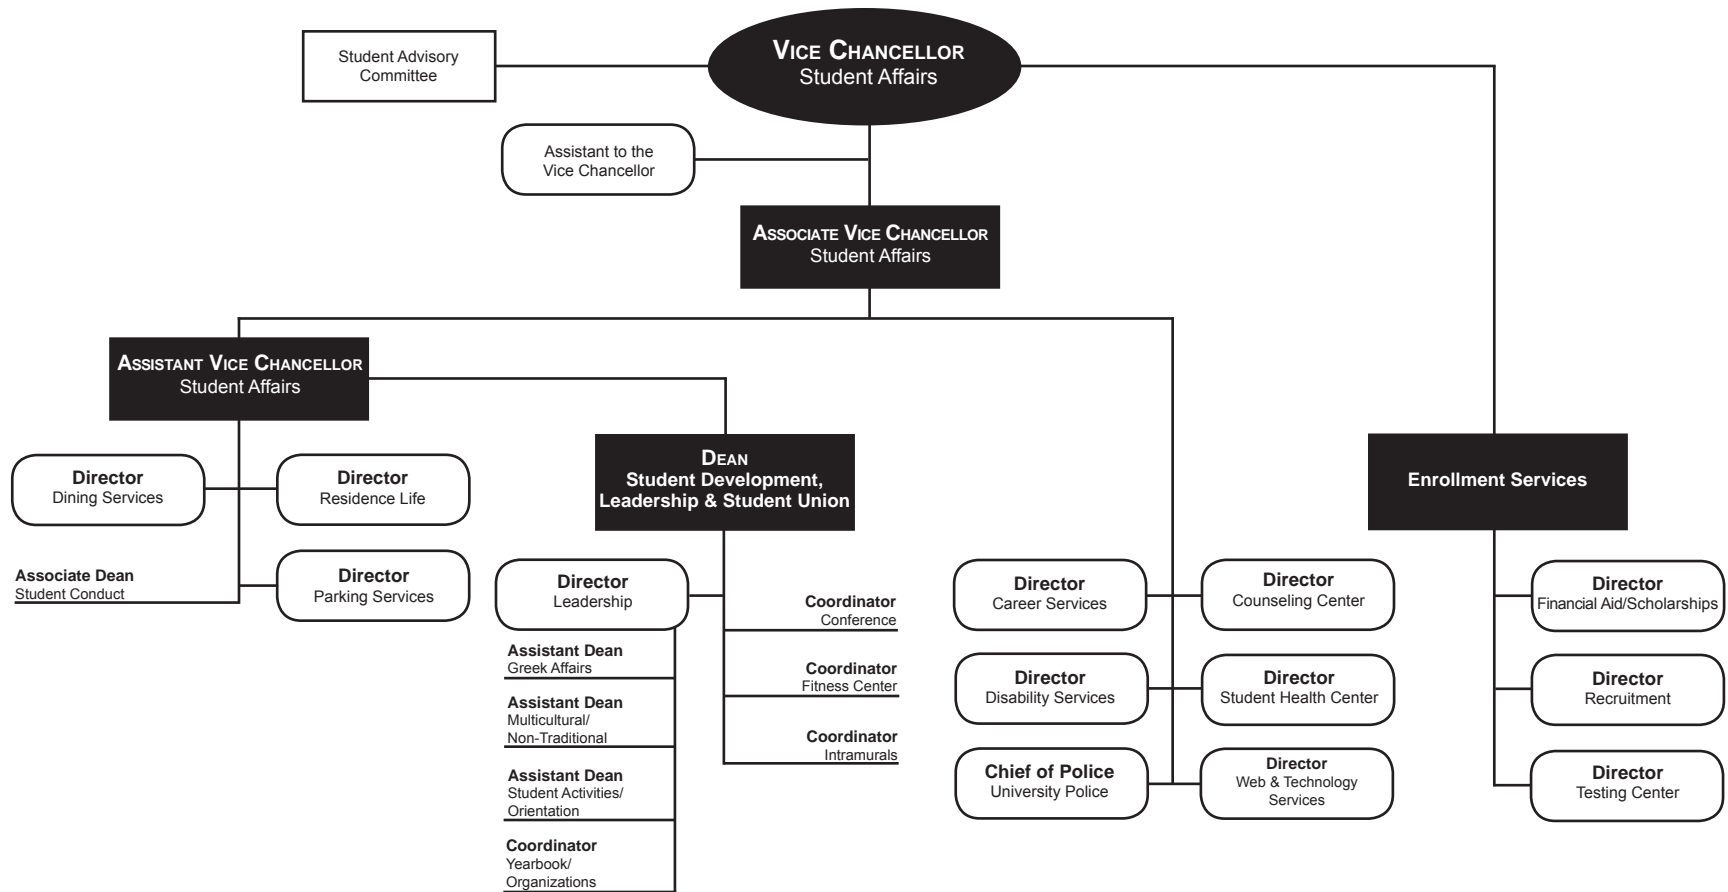 Student Advisory
Committee
VICE CHANCELLOR
Student Affairs
Assistant to the
Vice Chancellor
ASSOCIATE VICE CHANCELLOR
Student Affairs
ASSISTANT VICE CHANCELLOR
Student Affairs
Director
Dining Services
Director
Residence Life
Associate Dean
Student Conduct
Director
Parking Services
DEAN
Student Development,
Leadership & Student Union
Director
Leadership
Assistant Dean
Greek Affairs
Assistant Dean
Multicultural/
Non-Traditional
Assistant Dean
Student Activities/
Orientation
Coordinator
Yearbook/
Organizations
Coordinator
Conference
Coordinator
Fitness Center
Coordinator
Intramurals
Director
Career Services
Director
Counseling Center
Director
Disability Services
Director
Student Health Center
Chief of Police
University Police
Director
Web & Technology
Services
Enrollment Services
Director
Financial Aid/Scholarships
Director
Recruitment
Director
Testing Center